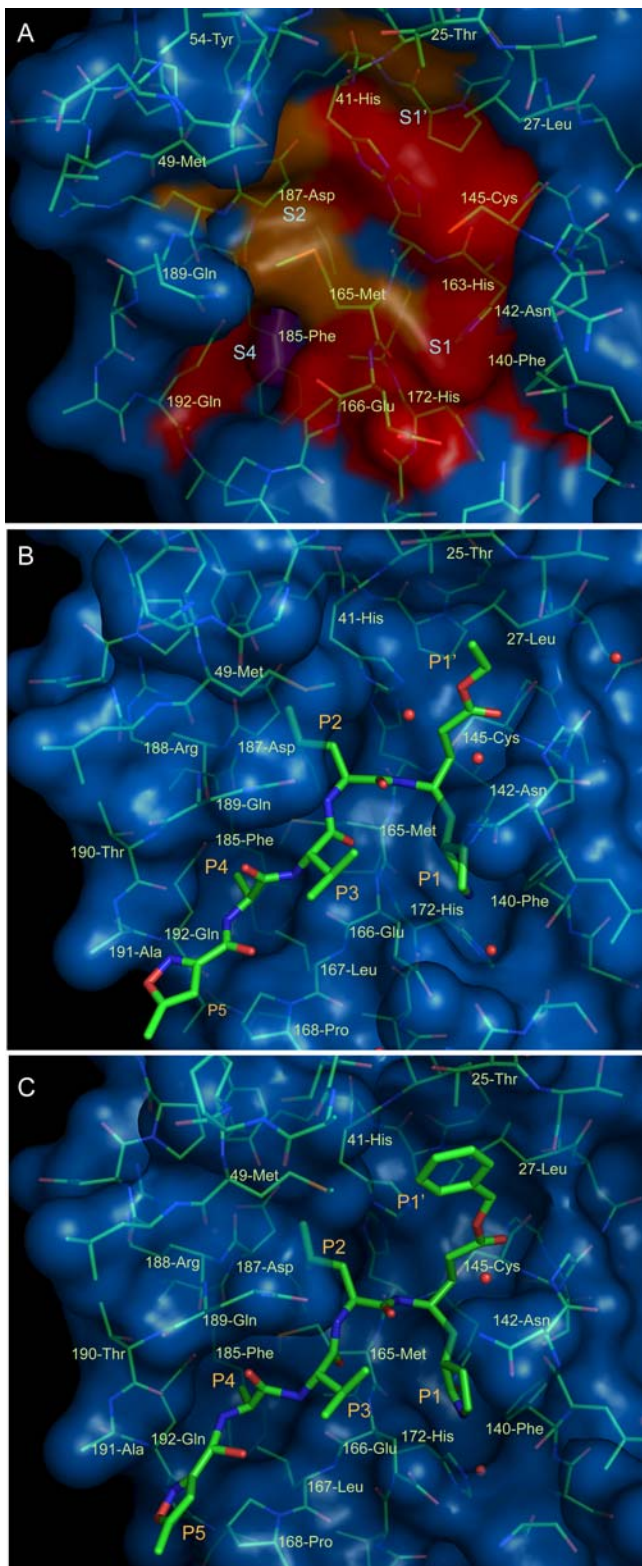 A
54-Tyr
25-Thr
41-His
S1’
27-Leu
49-Met
187-Asp
145-Cys
S2
189-Gln
165-Met
163-His
142-Asn
185-Phe
S4
S1
140-Phe
192-Gln
166-Glu
172-His
B
25-Thr
41-His
27-Leu
P1’
49-Met
P2
188-Arg
187-Asp
145-Cys
189-Gln
142-Asn
190-Thr
185-Phe
165-Met
P4
P3
P1
140-Phe
172-His
192-Gln
166-Glu
191-Ala
167-Leu
P5
168-Pro
C
25-Thr
41-His
27-Leu
49-Met
P1’
P2
188-Arg
187-Asp
145-Cys
189-Gln
142-Asn
190-Thr
185-Phe
165-Met
P4
P1
P3
140-Phe
192-Gln
172-His
191-Ala
166-Glu
167-Leu
P5
168-Pro